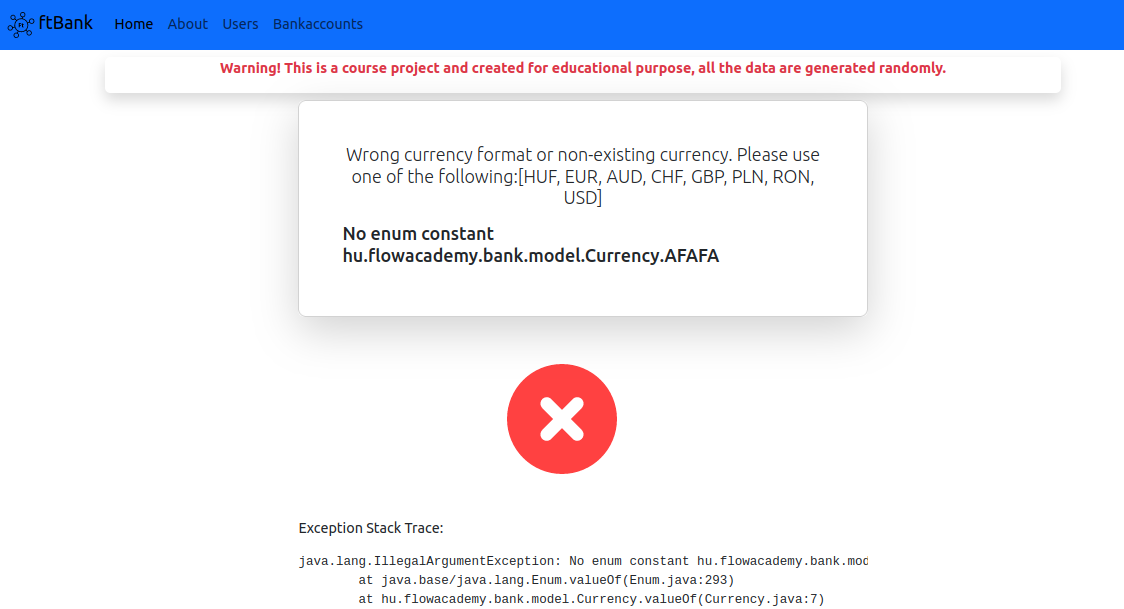 ftBank Home About Users Bankaccounts
Warning! This is a course project and created for educational purpose, all the data are generated randomly.
Wrong currency format or non-existing currency. Please use
one of the following:[HUF, EUR, AUD, CHF, GBP, PLN, RON,
USD]
No enum constant
hu.flowacademy.bank.model.Currency.AFAFA
Exception Stack Trace:
java.lang.IllegalArgumentException: No enum constant hu.flowacademy.bank.mod
at java.base/java.lang.Enum.valueOf(Enum.java:293)
at hu.flowacademy.bank.model.Currency.valueOf(Currency.java:7)